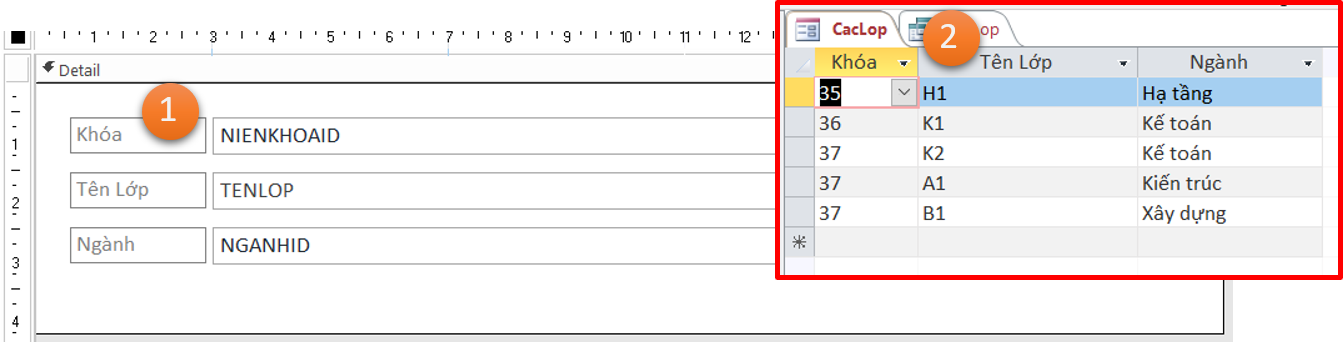 1 2 3 4 5 6 7 8 9 10 11 12
Detail
1
Khóa NIENKHOAID
Tên Lớp TENLOP
Ngành NGANHID
1
2
3
4
CacLop
2
op
Khóa Tên Lớp Ngành
35 H1 Hạ tầng
36 K1 Kế toán
37 K2 Kế toán
37 A1 Kiến trúc
37 B1 Xây dựng